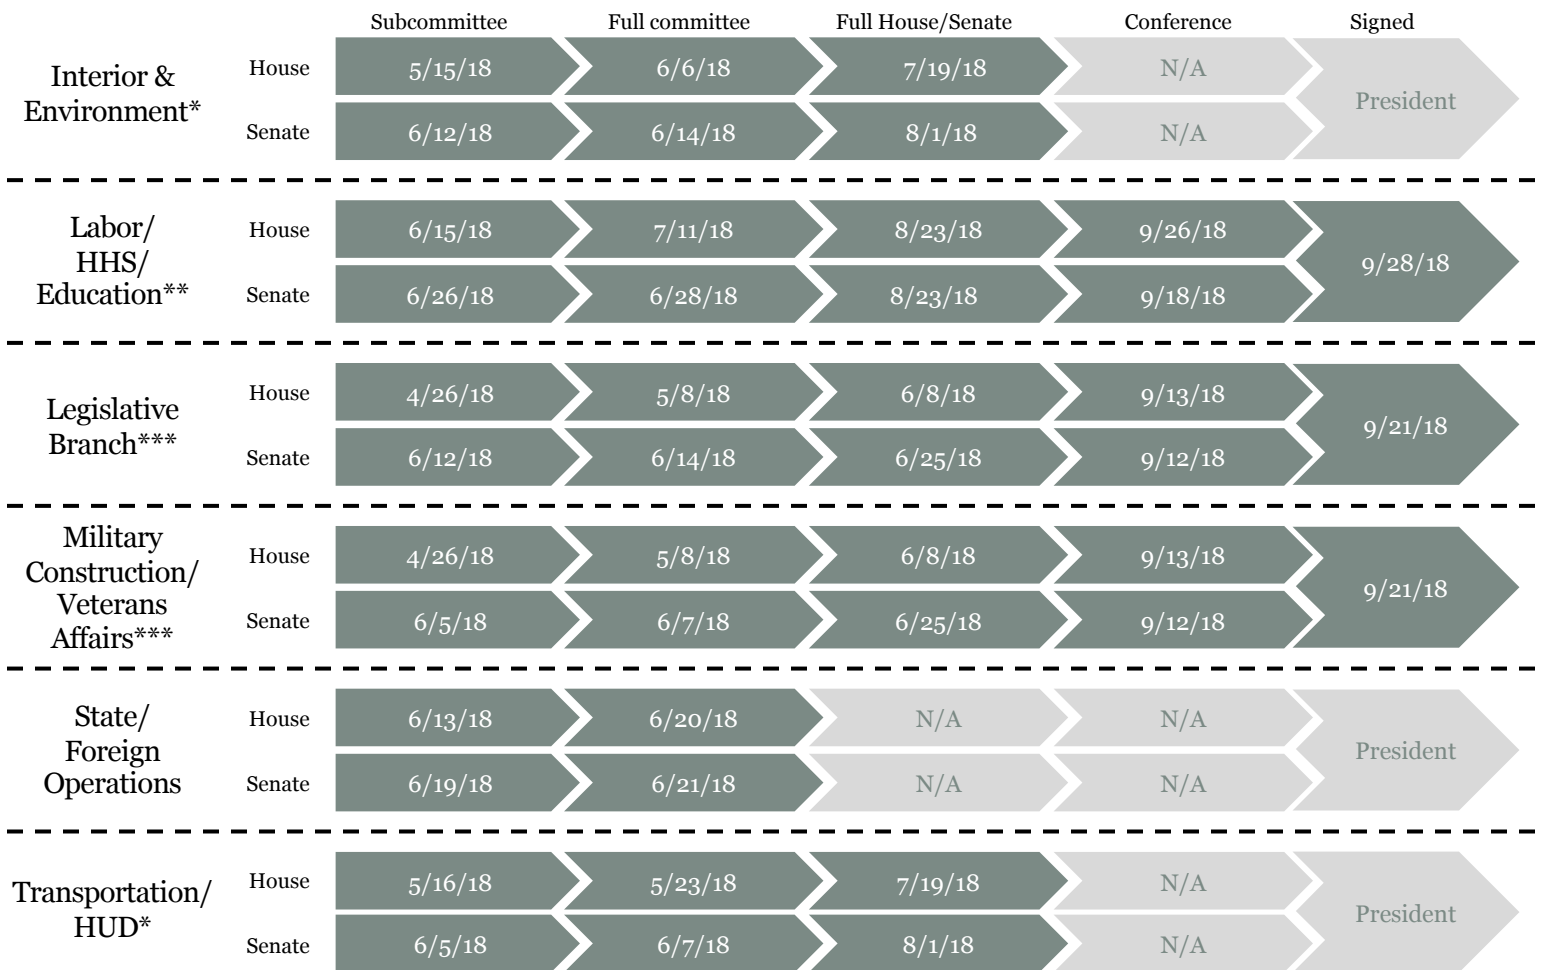 Subcommittee Full committee Full House/Senate Conference Signed
Interior &
Environment*
House 5/15/18 6/6/18 7/19/18 N/A
Senate 6/12/18 6/14/18 8/1/18 N/A
President
Labor/
HHS/
Education**
House 6/15/18 7/11/18 8/23/18 9/26/18
Senate 6/26/18 6/28/18 8/23/18 9/18/18
9/28/18
Legislative
Branch***
House 4/26/18 5/8/18 6/8/18 9/13/18
Senate 6/12/18 6/14/18 6/25/18 9/12/18
9/21/18
Military
Construction/
Veterans
Affairs***
House 4/26/18 5/8/18 6/8/18 9/13/18
Senate 6/5/18 6/7/18 6/25/18 9/12/18
9/21/18
State/
Foreign
Operations
House 6/13/18 6/20/18 N/A N/A
Senate 6/19/18 6/21/18 N/A N/A
President
Transportation/
HUD*
House 5/16/18 5/23/18 7/19/18 N/A
Senate 6/5/18 6/7/18 8/1/18 N/A
President